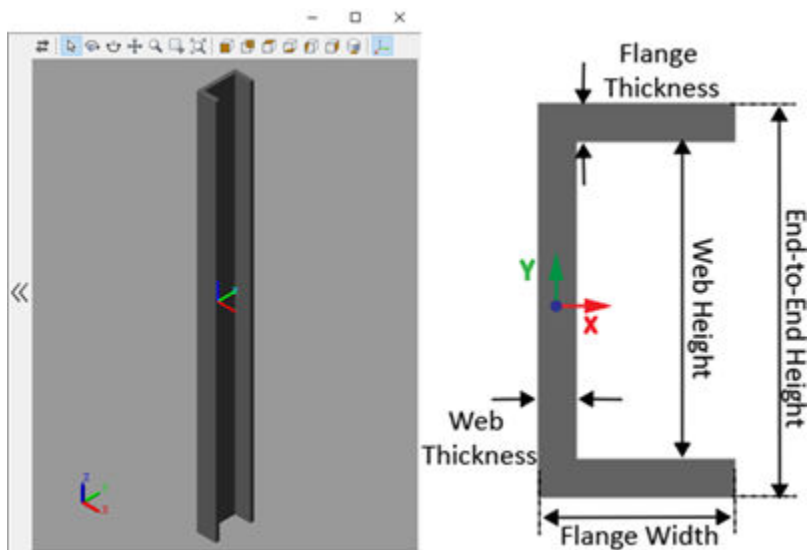 Flange
Thickness
Y
X
Web Height
End-to-End Height
Web
Thickness
Flange Width
Z
X